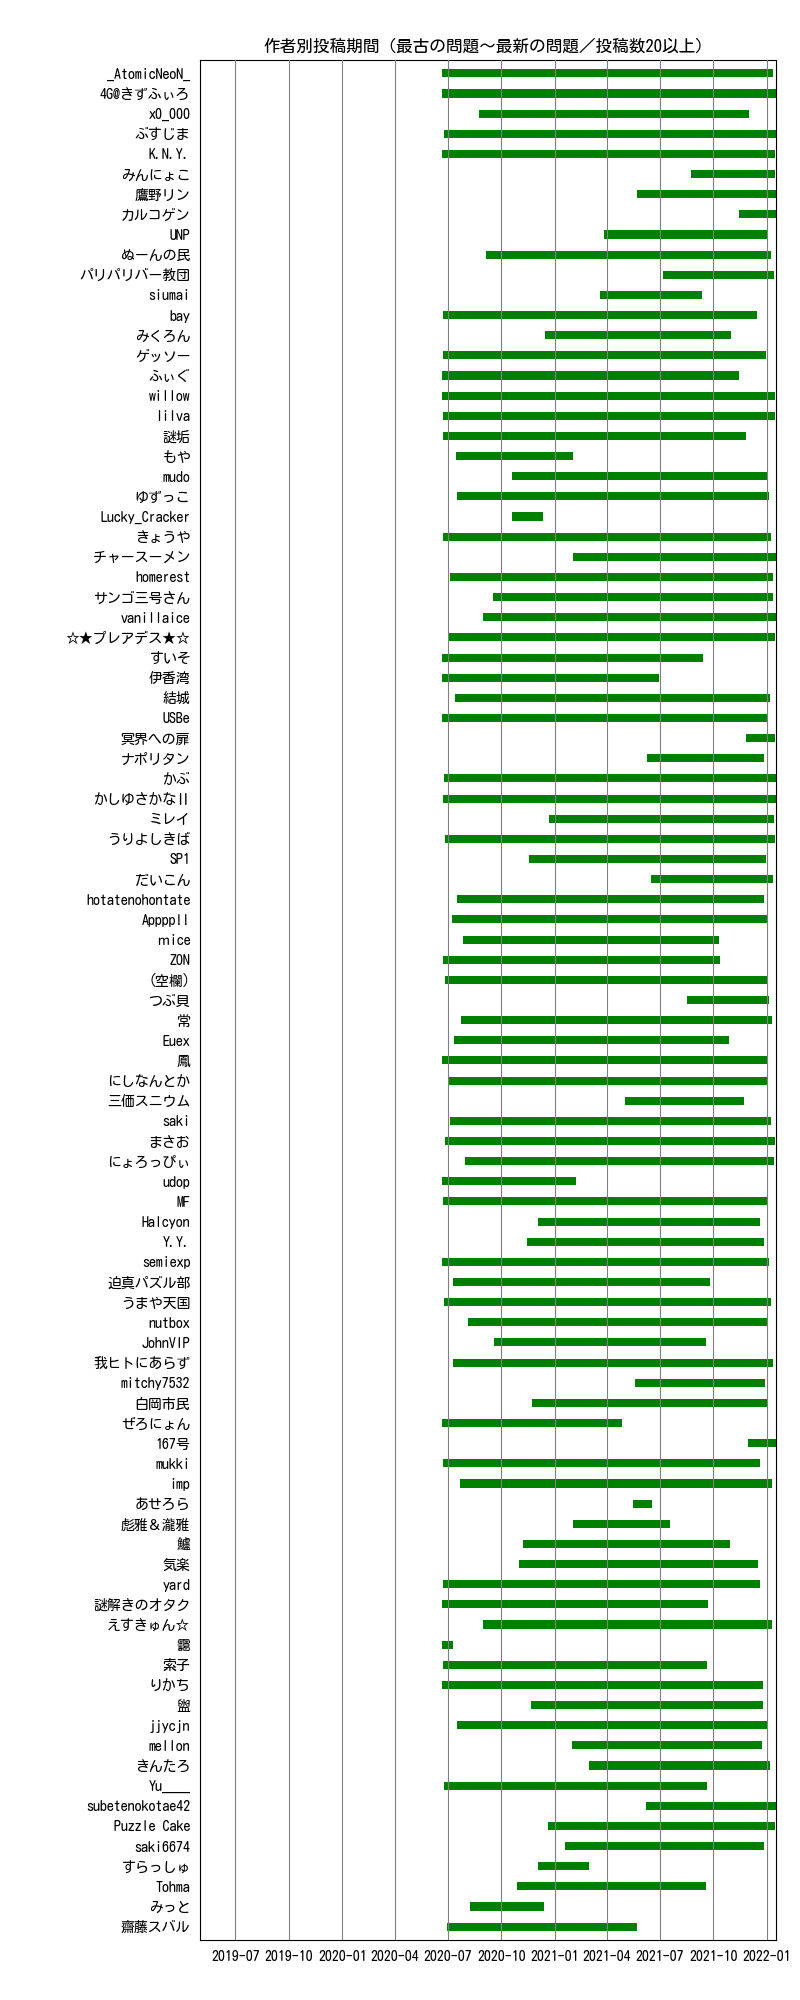 作者別投稿期間（最古の問題～最新の問題／投稿数20以上）
_AtomicNeoN_
4G@きずふぃろ
x0_000
ぶすじま
K.N.Y.
みんにょこ
鷹野リン
カルコゲン
UNP
ぬーんの民
パリパリバー教団
siumai
bay
みくろん
ゲッソー
ふぃぐ
willow
lilva
謎垢
もや
mudo
ゆずっこ
Lucky_Cracker
きょうや
チャースーメン
homerest
サンゴ三号さん
vanillaice
☆★プレアデス★☆
すいそ
伊香湾
結城
USBe
冥界への扉
ナポリタン
かぶ
かしゆさかなⅡ
ミレイ
うりよしきば
SP1
だいこん
hotatenohontate
Appppll
mice
ZON
(空欄)
つぶ貝
常
Euex
鳳
にしなんとか
三価スニウム
saki
まさお
にょろっぴぃ
udop
MF
Halcyon
Y.Y.
semiexp
迫真パズル部
うまや天国
nutbox
JohnVIP
我ヒトにあらず
mitchy7532
白岡市民
ぜろにょん
167号
mukki
imp
あせろら
彪雅＆瀧雅
鱸
気楽
yard
謎解きのオタク
えすきゅん☆
索子
りかち
jjycjn
mellon
きんたろ
Yu____
subetenokotae42
Puzzle Cake
saki6674
すらっしゅ
Tohma
みっと
齋藤スバル
2019-07 2019-10 2020-01 2020-04 2020-07 2020-10 2021-01 2021-04 2021-07 2021-10 2022-01